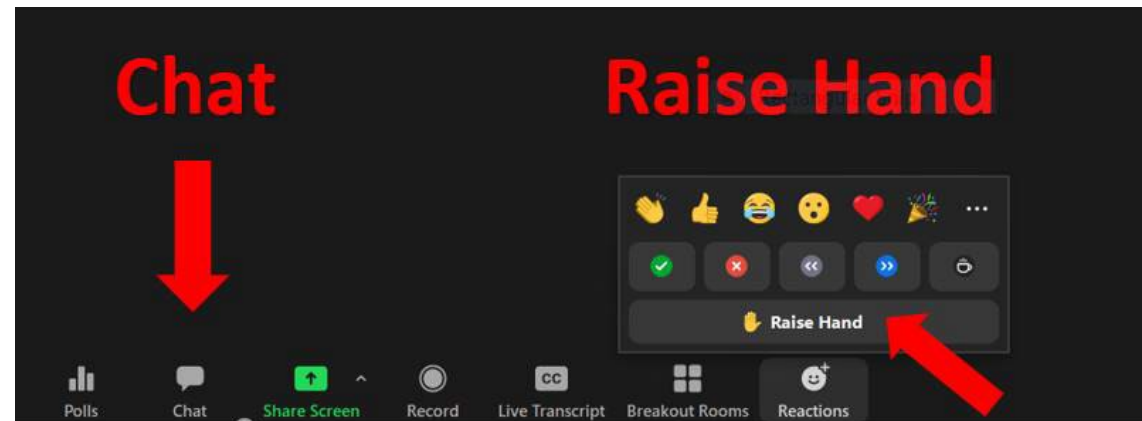 Chat
Raise Hand
Raise Hand
Polls
Chat
Share Screen
Record
CC
Live Transcript
Breakout Rooms
Reactions